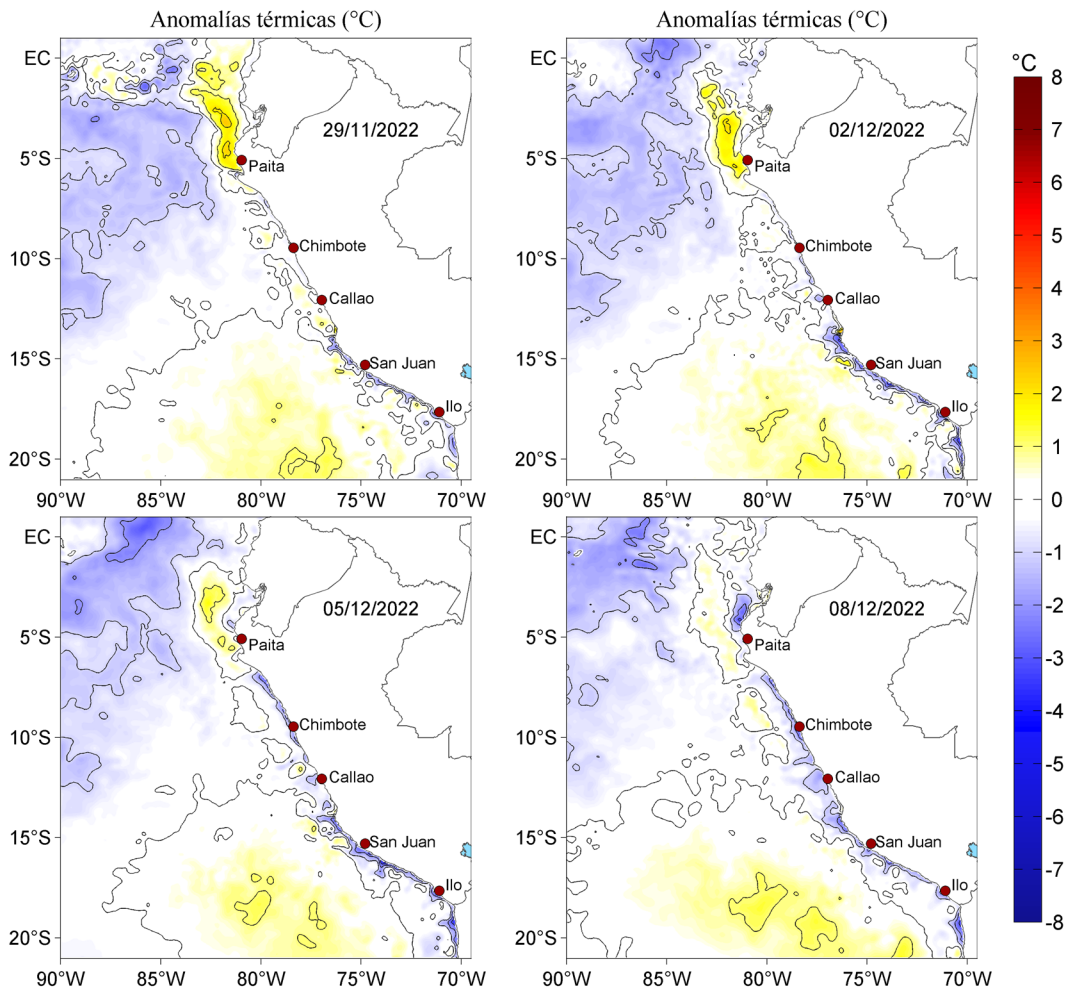 Anomalías térmicas (°C)
Anomalías térmicas (°C)
EC
5°S
10°S
15°S
20°S
90°W
85°W
80°W
75°W
70°W
29/11/2022
Paita
Chimbote
Callao
San Juan
Ilo
EC
5°S
10°S
15°S
20°S
90°W
85°W
80°W
75°W
70°W
02/12/2022
Paita
Chimbote
Callao
San Juan
Ilo
EC
5°S
10°S
15°S
20°S
90°W
85°W
80°W
75°W
70°W
05/12/2022
Paita
Chimbote
Callao
San Juan
Ilo
EC
5°S
10°S
15°S
20°S
90°W
85°W
80°W
75°W
70°W
08/12/2022
Paita
Chimbote
Callao
San Juan
Ilo
°C
8
7
6
5
4
3
2
1
0
-1
-2
-3
-4
-5
-6
-7
-8